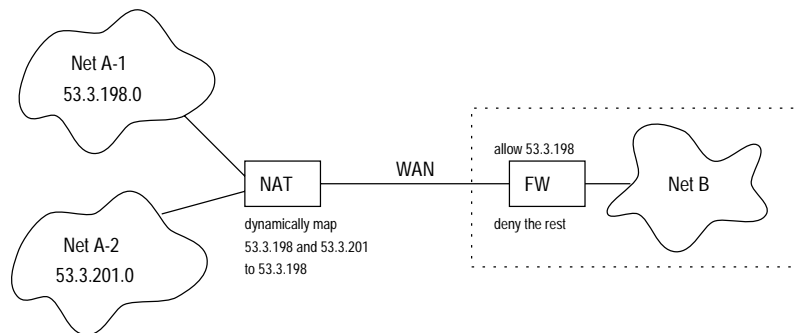 Net A-1
53.3.198.0
Net A-2
53.3.201.0
NAT
dynamically map
53.3.198 and 53.3.201
to 53.3.198
WAN
allow 53.3.198
FW
deny the rest
Net B